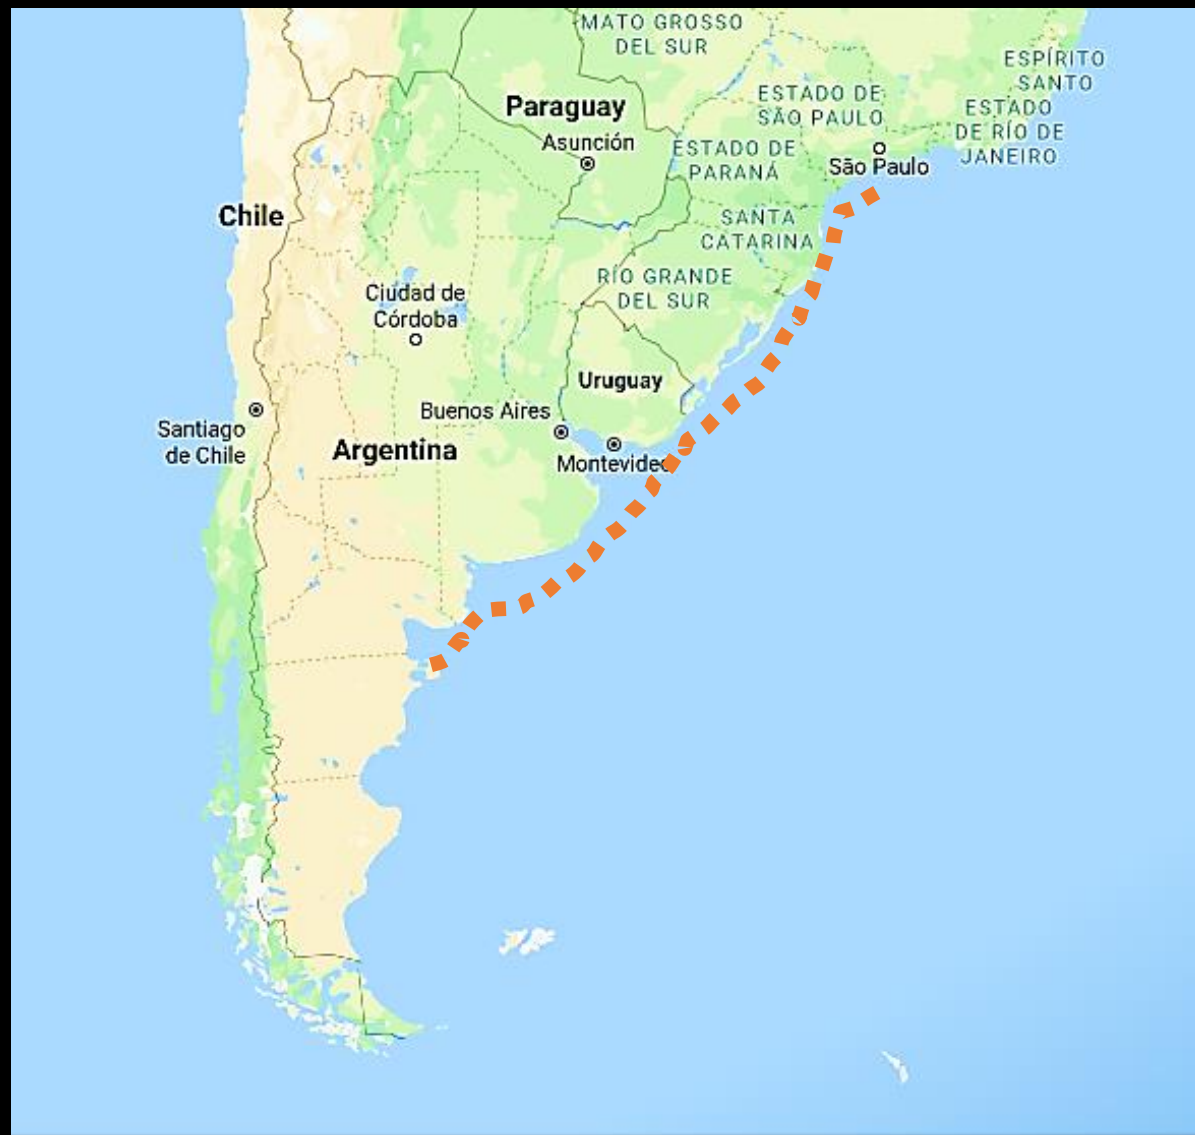 MATO GROSSO
DEL SUR
ESPÍRITO
SANTO
ESTADO DE
SÃO PAULO
ESTADO
DE RÍO DE
JANEIRO
Paraguay
Asunción
ESTADO DE
PARANÁ
São Paulo
Chile
SANTA
CATARINA
RÍO GRANDE
DEL SUR
Ciudad de
Córdoba
Uruguay
Buenos Aires
Santiago
de Chile
Argentina
Montevideo